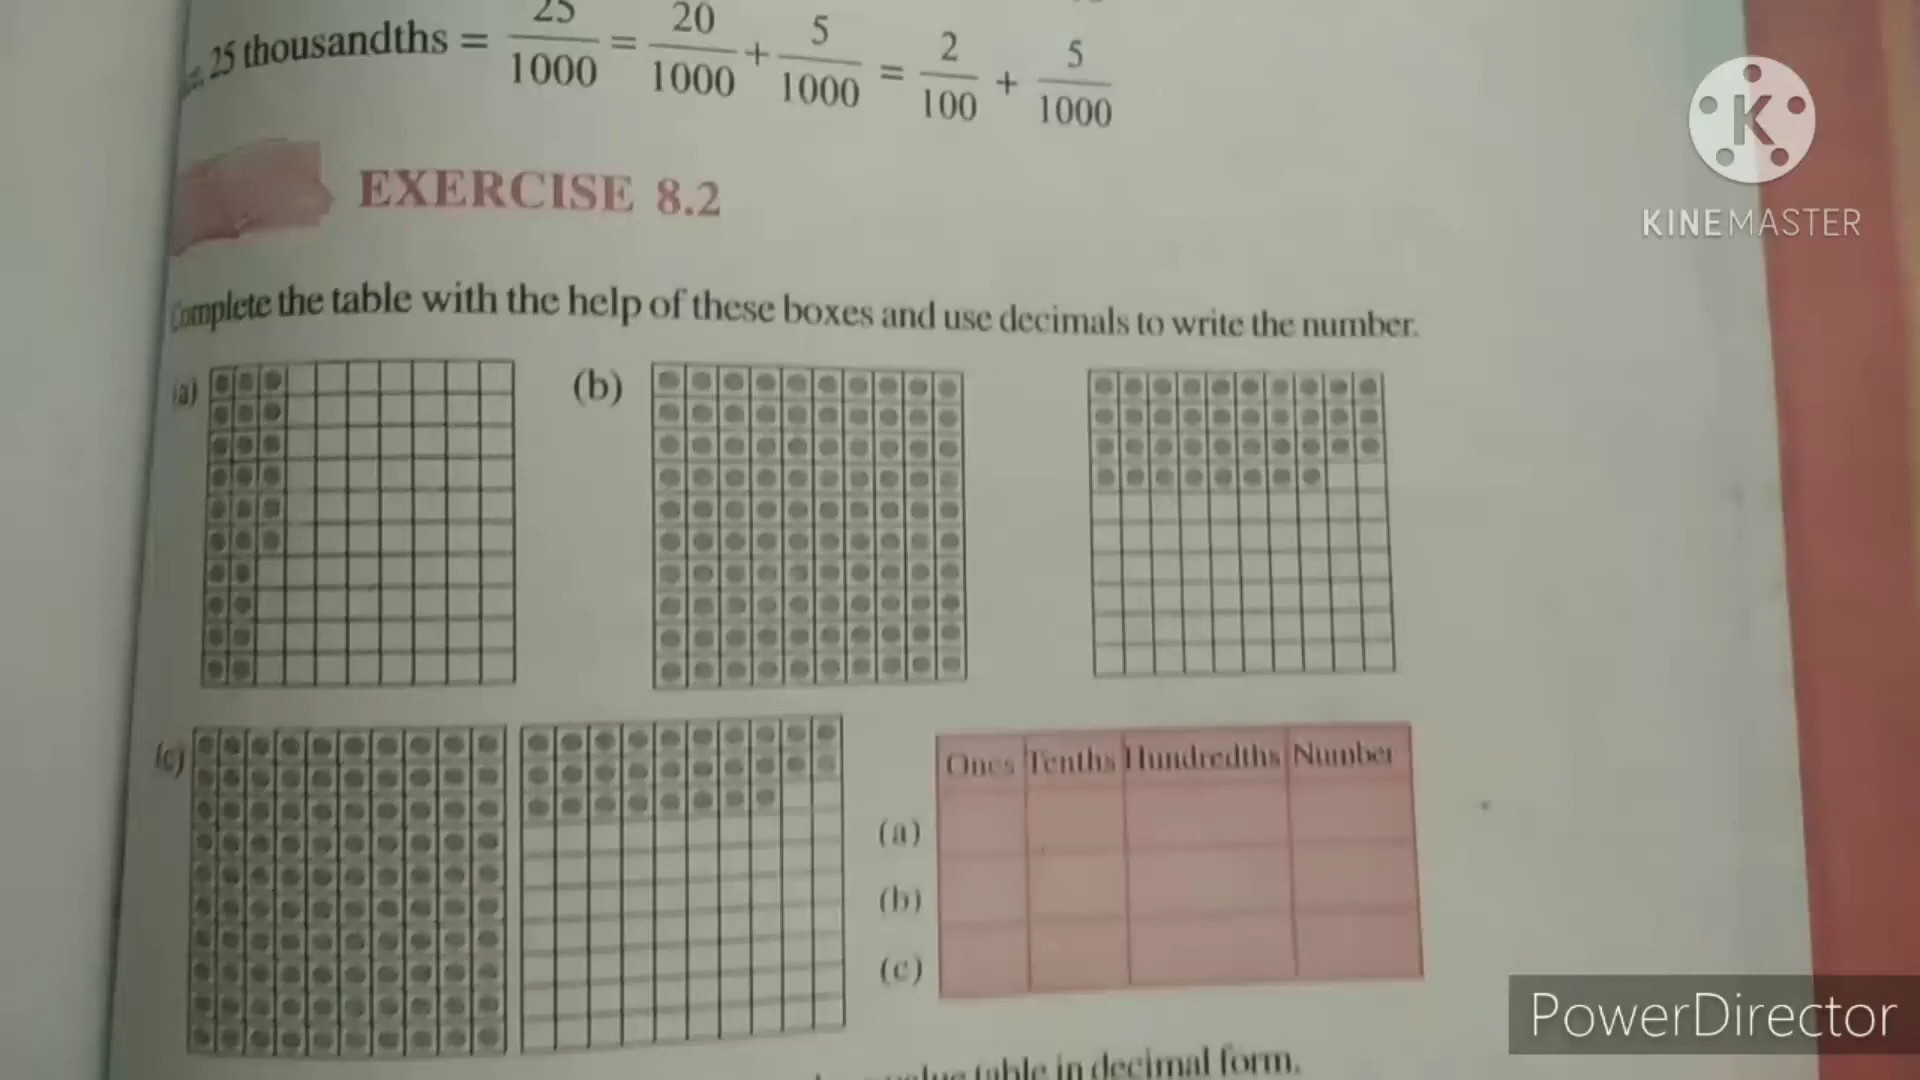 25 thousandths = 25/1000 = 20/1000 + 5/1000 = 2/100 + 5/1000
K
KINEMASTER
EXERCISE 8.2
Complete the table with the help of these boxes and use decimals to write the number.
(a)
(b)
(c)
Ones Tenths Hundredths Number
(a)
(b)
(c)
table in decimal form.
PowerDirector